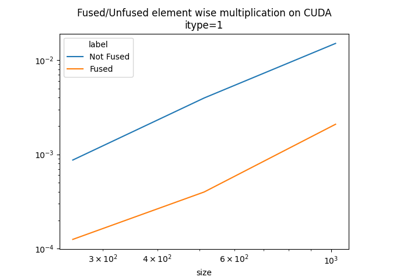 Fused/Unfused element wise multiplication on CUDA
itype=1
label
Not Fused
Fused
10⁻²
10⁻³
10⁻⁴
3 × 10² 4 × 10² 6 × 10² 10³
size